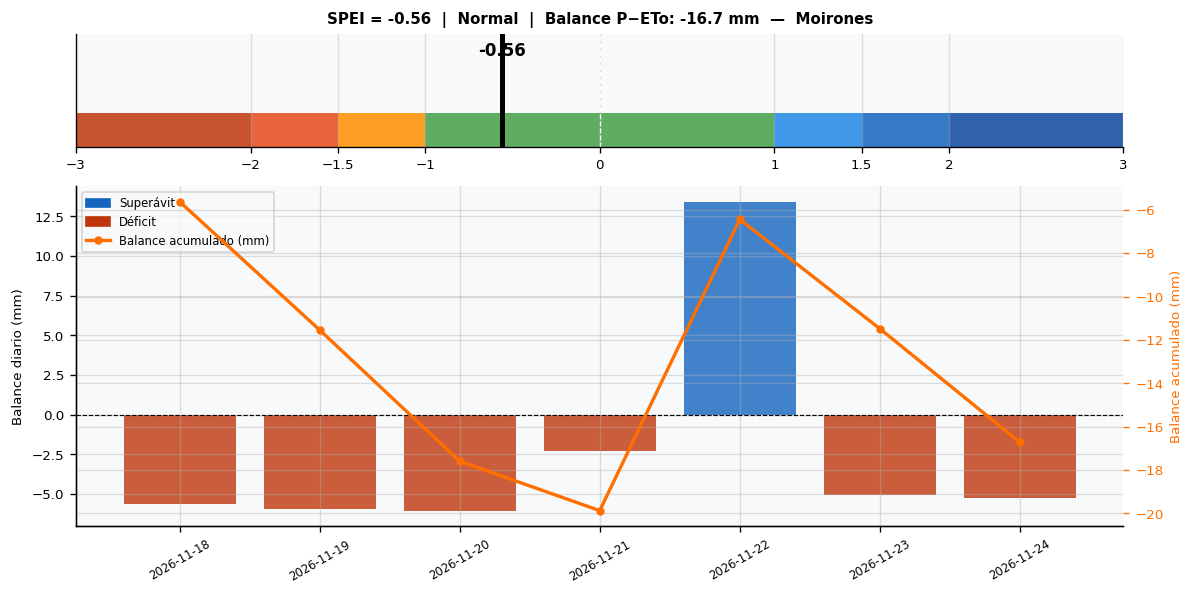 SPEI = -0.56 | Normal | Balance P−ETo: -16.7 mm — Moirones
-0.56
−3 −2 −1.5 −1 0 1 1.5 2 3
Superávit
Déficit
Balance acumulado (mm)
Balance diario (mm)
12.5
10.0
7.5
5.0
2.5
0.0
−2.5
−5.0
−6
−8
−10
−12
−14
−16
−18
−20
Balance acumulado (mm)
2026-11-18 2026-11-19 2026-11-20 2026-11-21 2026-11-22 2026-11-23 2026-11-24